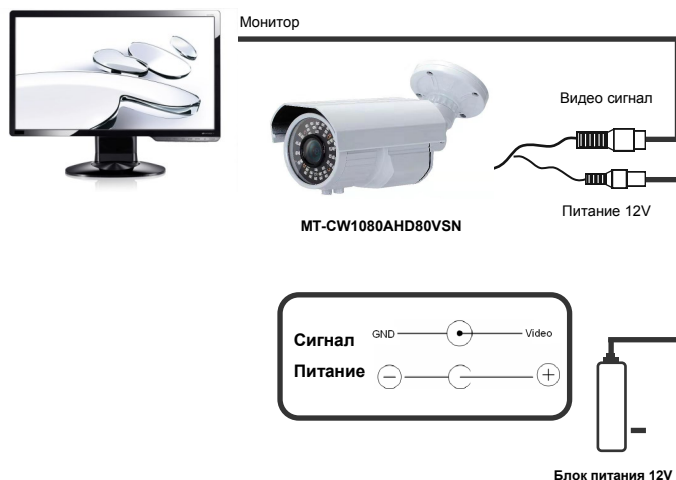 Монитор
Видео сигнал
Питание 12V
MT-CW1080AHD80VSN
Сигнал GND Video
Питание − +
Блок питания 12V